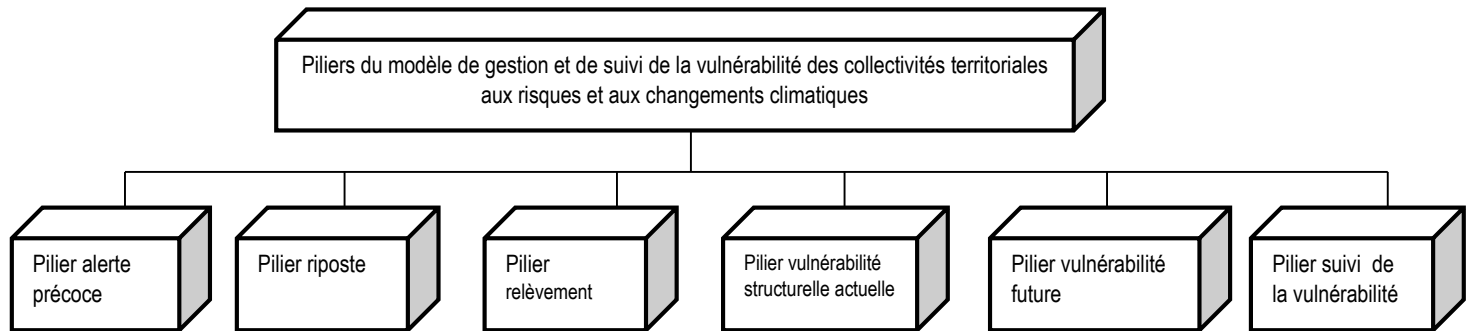 Piliers du modèle de gestion et de suivi de la vulnérabilité des collectivités territoriales
aux risques et aux changements climatiques
Pilier alerte
précoce
Pilier riposte
Pilier
relèvement
Pilier vulnérabilité
structurelle actuelle
Pilier vulnérabilité
future
Pilier suivi de
la vulnérabilité